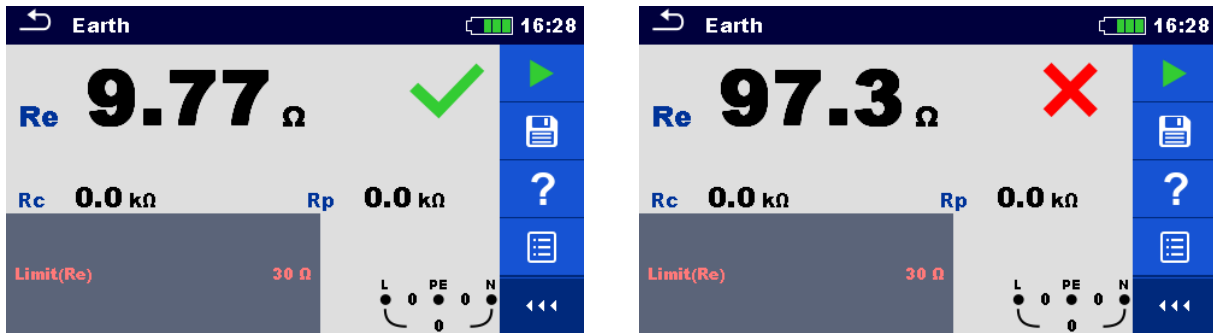 Earth 16:28
Re 9.77 Ω
Rc 0.0 kΩ Rp 0.0 kΩ
?
Limit(Re) 30 Ω
L PE N
0 0
0
Earth 16:28
Re 97.3 Ω
Rc 0.0 kΩ Rp 0.0 kΩ
?
Limit(Re) 30 Ω
L PE N
0 0
0